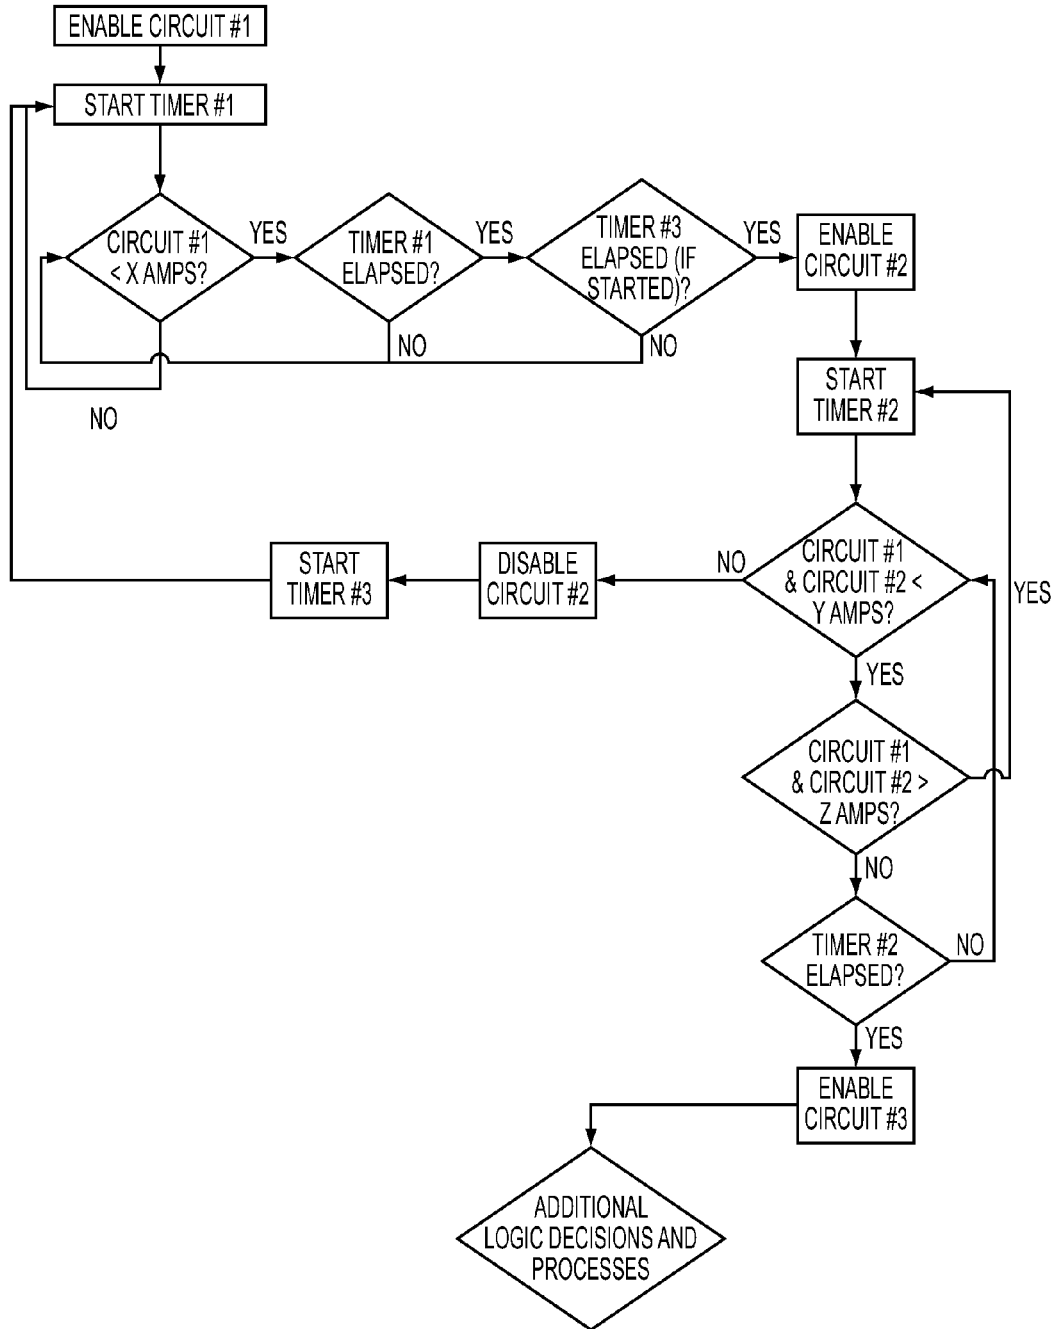 ENABLE CIRCUIT #1
START TIMER #1
CIRCUIT #1
< X AMPS?
YES
TIMER #1
ELAPSED?
YES
TIMER #3
ELAPSED (IF
STARTED)?
YES
ENABLE
CIRCUIT #2
NO
NO
NO
START
TIMER #2
CIRCUIT #1
& CIRCUIT #2 <
Y AMPS?
NO
DISABLE
CIRCUIT #2
START
TIMER #3
YES
YES
CIRCUIT #1
& CIRCUIT #2 >
Z AMPS?
NO
TIMER #2
ELAPSED?
NO
YES
ENABLE
CIRCUIT #3
ADDITIONAL
LOGIC DECISIONS AND
PROCESSES